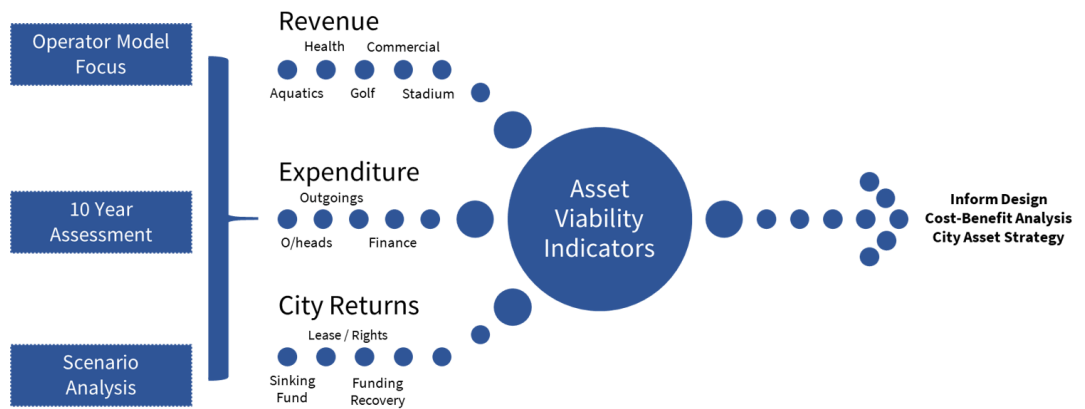 Operator Model
Focus
10 Year
Assessment
Scenario
Analysis
Revenue
Health
Commercial
Aquatics
Golf
Stadium
Expenditure
Outgoings
O/heads
Finance
City Returns
Lease / Rights
Sinking
Fund
Funding
Recovery
Asset
Viability
Indicators
Inform Design
Cost-Benefit Analysis
City Asset Strategy